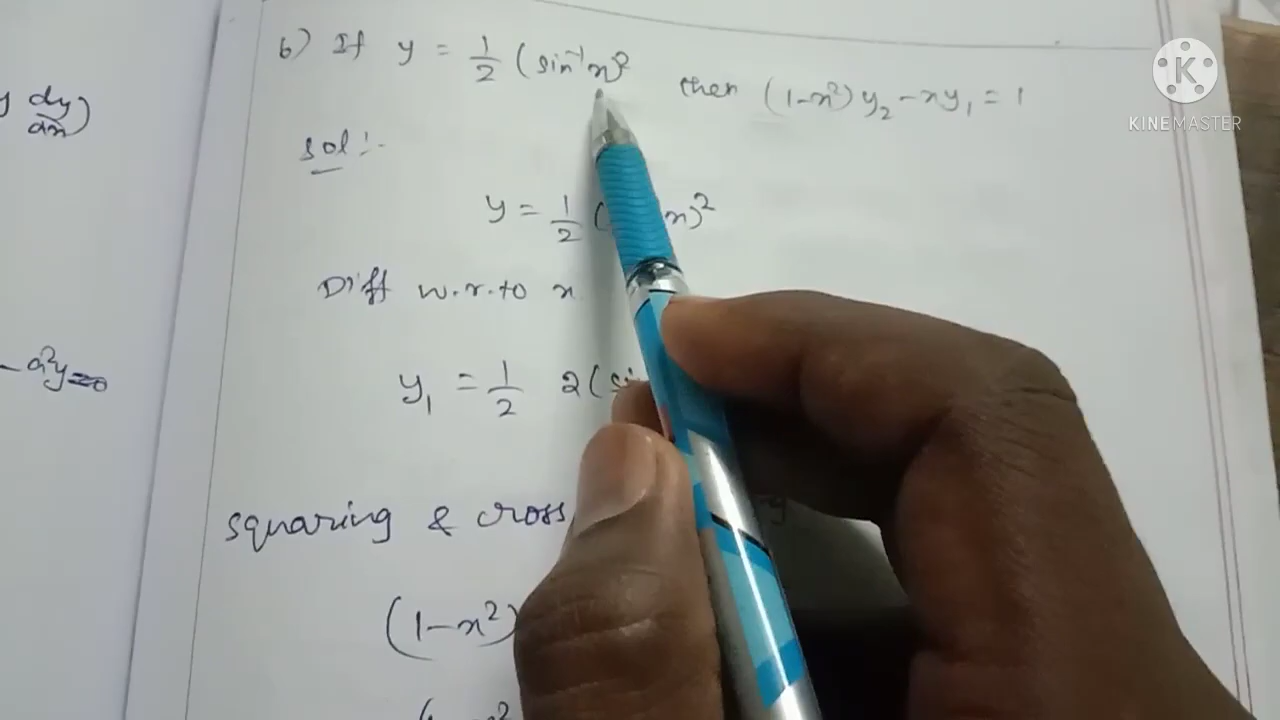 6) If y = 1/2 (sin⁻¹x)² then (1-x²) y₂ - xy₁ = 1
dy/dx)
sol:-
y = 1/2 ( x)²
Diff w.r.to x
- a²y=0
y₁ = 1/2 2(si
squaring & cross
(1-x²)
KINEMASTER